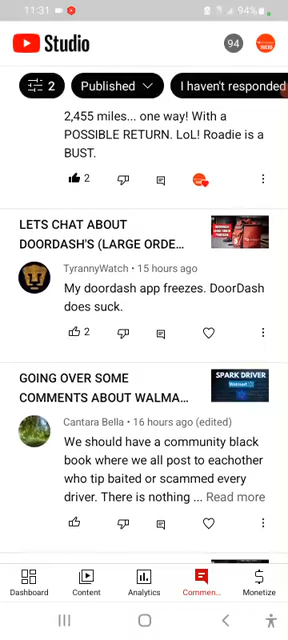 11:31
94%
Studio
94
2
Published
I haven't responded
2,455 miles... one way! With a
POSSIBLE RETURN. LoL! Roadie is a
BUST.
2
LETS CHAT ABOUT
DOORDASH'S (LARGE ORDE...
TyrannyWatch • 15 hours ago
My doordash app freezes. DoorDash
does suck.
2
GOING OVER SOME
COMMENTS ABOUT WALMA...
SPARK DRIVER
Walmart
Cantara Bella • 16 hours ago (edited)
We should have a community black
book where we all post to eachother
who tip baited or scammed every
driver. There is nothing ... Read more
Dashboard
Content
Analytics
Commen...
Monetize